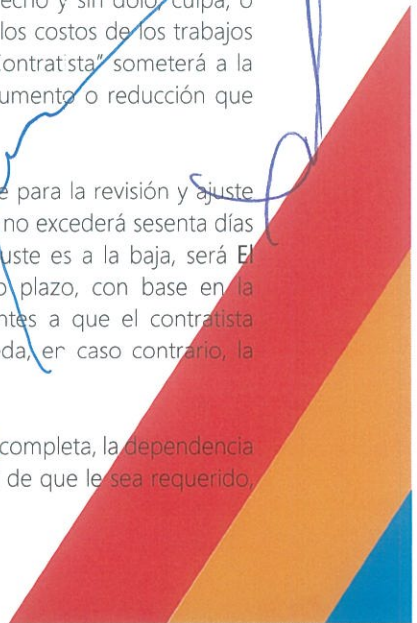 echo y sin dolo, culpa, o
los costos de los trabajos
Contratista" someterá a la
umento o reducción que
e para la revisión y ajuste
no excederá sesenta días
uste es a la baja, será El
o plazo, con base en la
ntes a que el contratista
eda, en caso contrario, la
completa, la dependencia
de que le sea requerido,